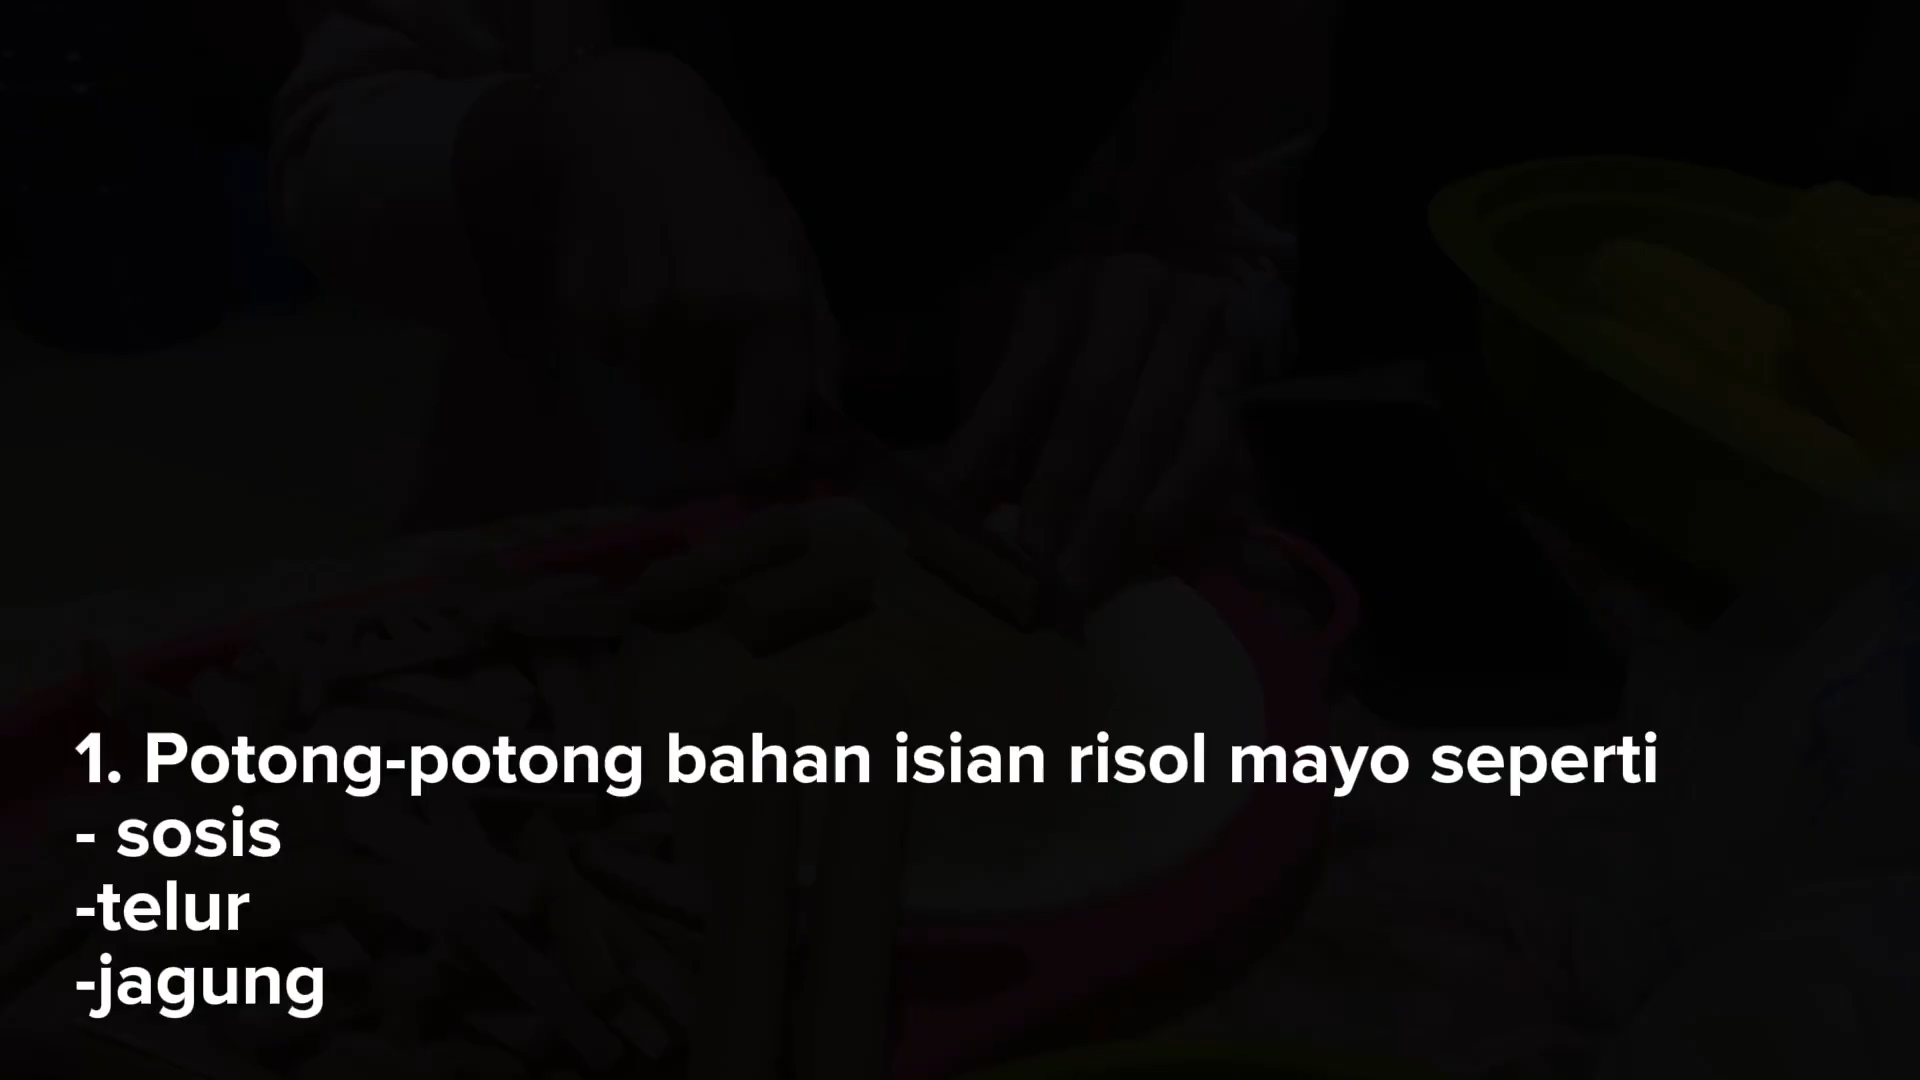 1. Potong-potong bahan isian risol mayo seperti
- sosis
-telur
-jagung